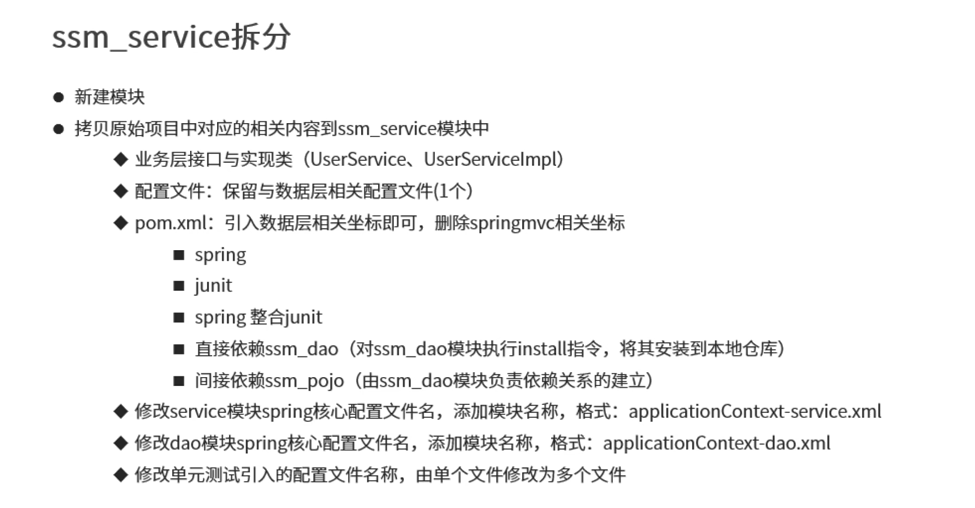 ssm_service拆分
● 新建模块
● 拷贝原始项目中对应的相关内容到ssm_service模块中
◆ 业务层接口与实现类（UserService、UserServiceImpl）
◆ 配置文件：保留与数据层相关配置文件(1个）
◆ pom.xml：引入数据层相关坐标即可，删除springmvc相关坐标
■ spring
■ junit
■ spring 整合junit
■ 直接依赖ssm_dao（对ssm_dao模块执行install指令，将其安装到本地仓库）
■ 间接依赖ssm_pojo（由ssm_dao模块负责依赖关系的建立）
◆ 修改service模块spring核心配置文件名，添加模块名称，格式：applicationContext-service.xml
◆ 修改dao模块spring核心配置文件名，添加模块名称，格式：applicationContext-dao.xml
◆ 修改单元测试引入的配置文件名称，由单个文件修改为多个文件